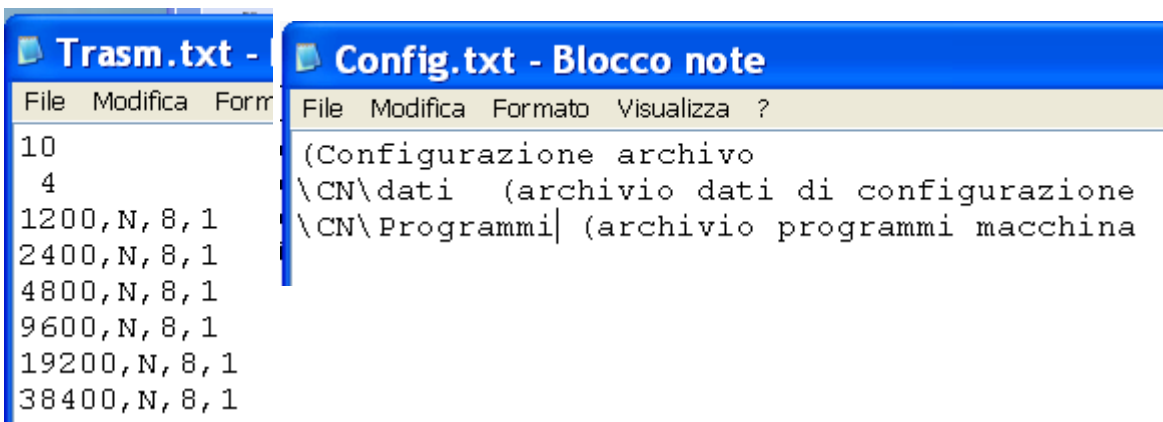 Trasm.txt -
File Modifica Form
10
4
1200,N,8,1
2400,N,8,1
4800,N,8,1
9600,N,8,1
19200,N,8,1
38400,N,8,1
Config.txt - Blocco note
File Modifica Formato Visualizza ?
(Configurazione archivo
\CN\dati (archivio dati di configurazione
\CN\Programmi (archivio programmi macchina